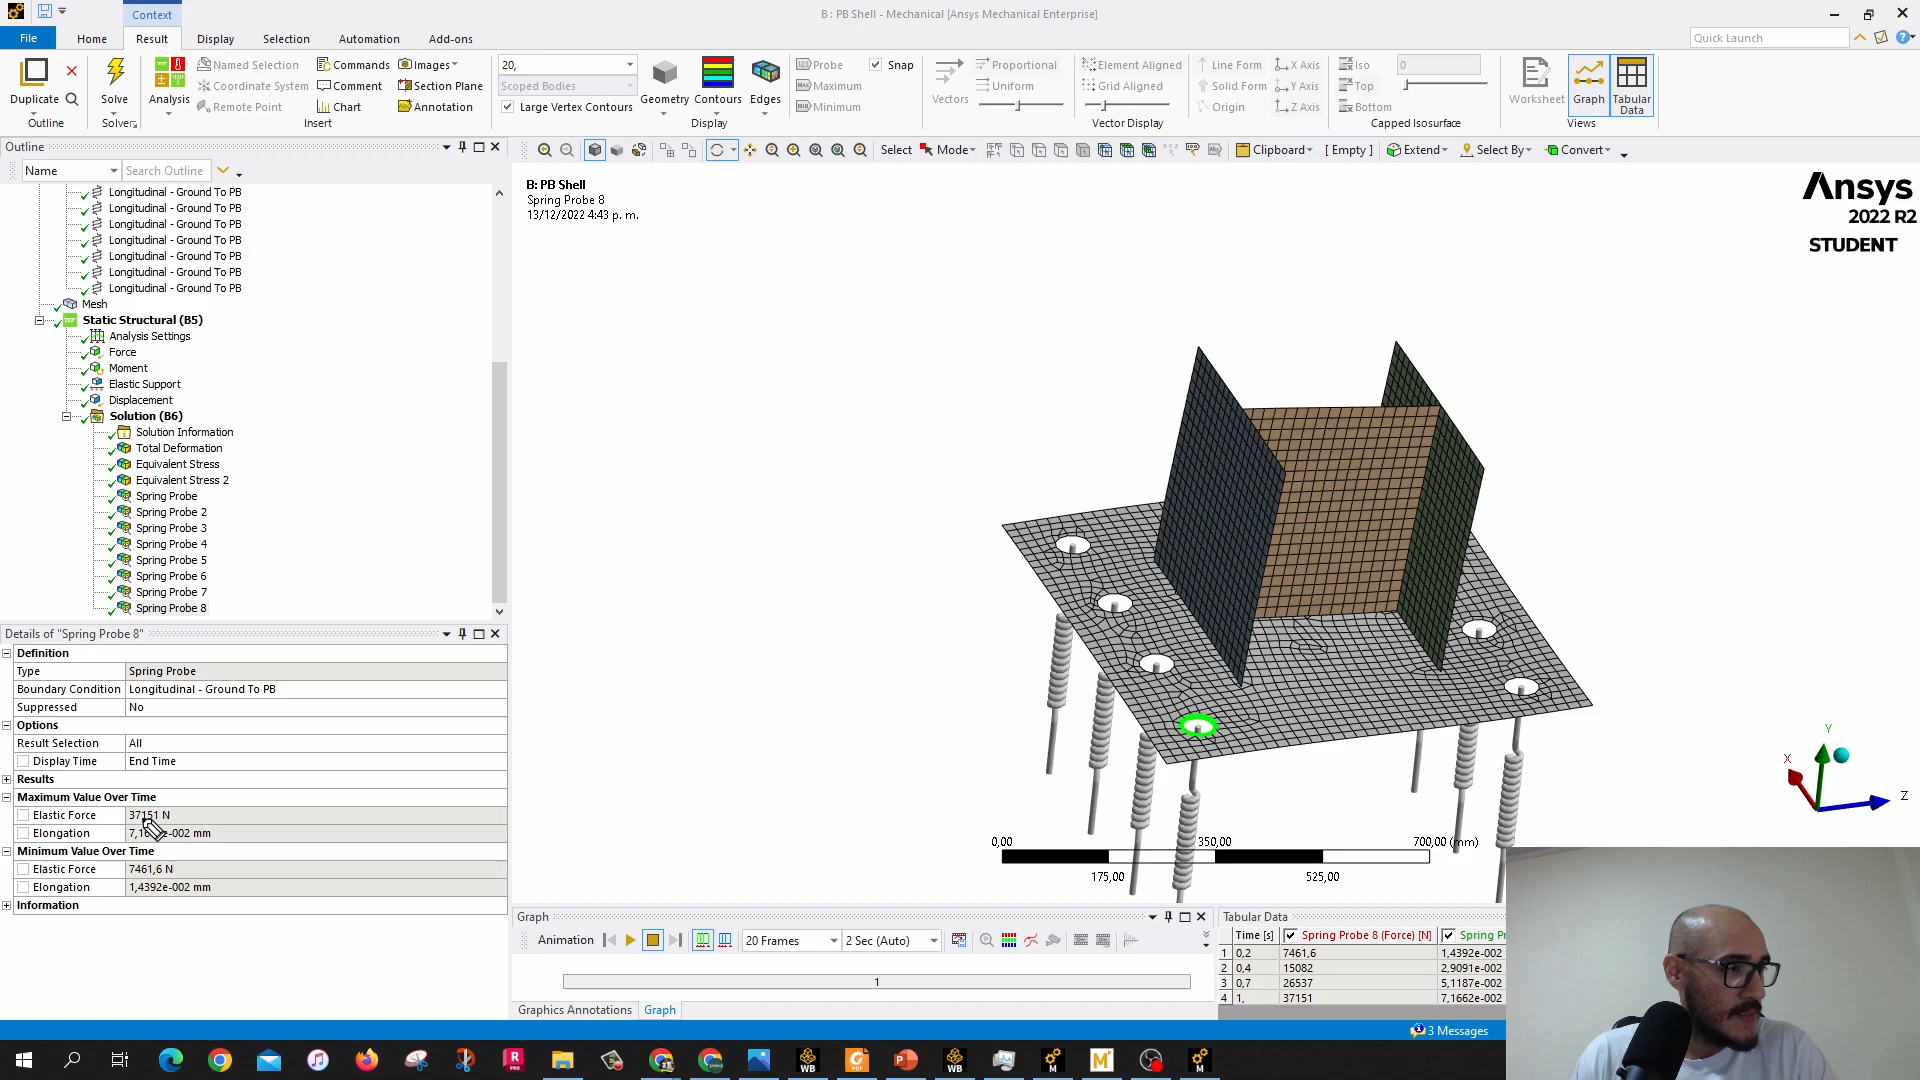 Context
B : PB Shell - Mechanical [Ansys Mechanical Enterprise]
File
Home
Result
Display
Selection
Automation
Add-ons
Quick Launch
Duplicate
Outline
Solve
Solver
Analysis
Named Selection
Coordinate System
Remote Point
Commands
Comment
Chart
Images
Section Plane
Annotation
Insert
20,
Scoped Bodies
Large Vertex Contours
Geometry
Contours
Edges
Display
Probe
Maximum
Minimum
Snap
Vectors
Proportional
Uniform
Element Aligned
Grid Aligned
Line Form
Solid Form
Origin
X Axis
Y Axis
Z Axis
Vector Display
Iso
Top
Bottom
0
Capped Isosurface
Worksheet
Graph
Tabular Data
Views
Outline
Name
Search Outline
Select
Mode
Clipboard
[ Empty ]
Extend
Select By
Convert
Longitudinal - Ground To PB
Longitudinal - Ground To PB
Longitudinal - Ground To PB
Longitudinal - Ground To PB
Longitudinal - Ground To PB
Longitudinal - Ground To PB
Longitudinal - Ground To PB
Mesh
Static Structural (B5)
Analysis Settings
Force
Moment
Elastic Support
Displacement
Solution (B6)
Solution Information
Total Deformation
Equivalent Stress
Equivalent Stress 2
Spring Probe
Spring Probe 2
Spring Probe 3
Spring Probe 4
Spring Probe 5
Spring Probe 6
Spring Probe 7
Spring Probe 8
Details of "Spring Probe 8"
Definition
Type Spring Probe
Boundary Condition Longitudinal - Ground To PB
Suppressed No
Options
Result Selection All
Display Time End Time
Results
Maximum Value Over Time
Elastic Force 37151 N
Elongation
Minimum Value Over Time
Elastic Force 7461,6 N
Elongation 1,4392e-002 mm
Information
B: PB Shell
Spring Probe 8
13/12/2022 4:43 p. m.
Ansys
2022 R2
STUDENT
Y
X
Z
0,00
350,00
700,00 (mm)
175,00
525,00
Graph
Animation
20 Frames
2 Sec (Auto)
1
Graphics Annotations
Graph
Tabular Data
Time [s] Spring Probe 8 (Force) [N] Spring Pr
1 0,2 7461,6 1,4392e-002
2 0,4 15082 2,9091e-002
3 0,7 26537 5,1187e-002
4 1, 37151 7,1662e-002
3 Messages